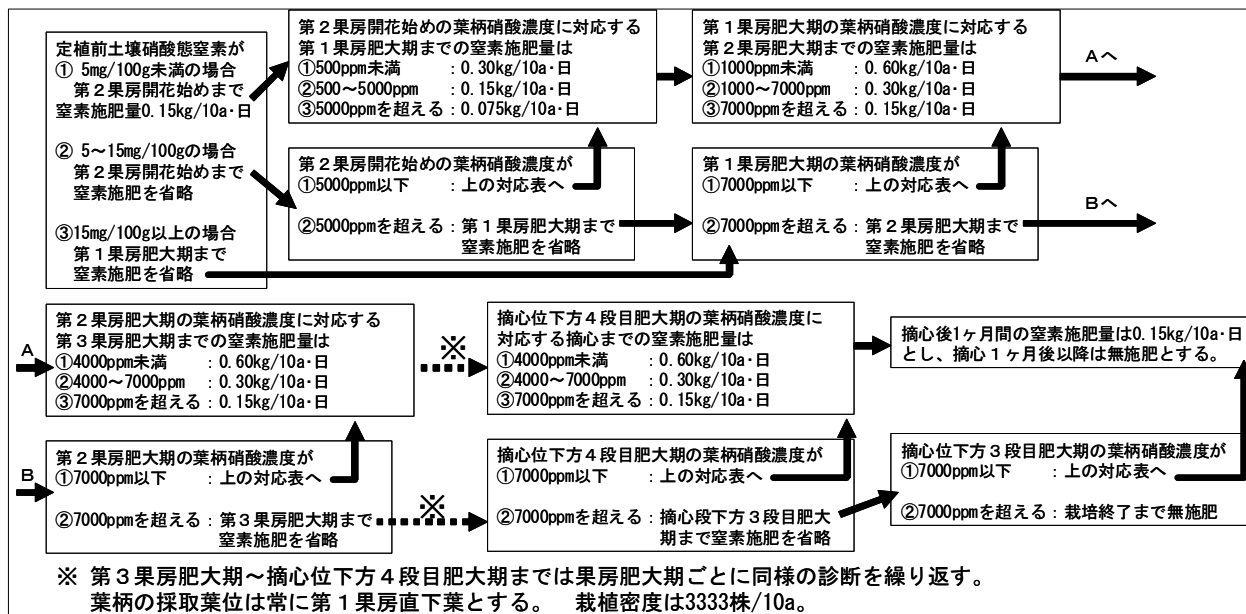 定植前土壌硝酸態窒素が
① 5mg/100g未満の場合
第2果房開花始めまで
窒素施肥量0.15kg/10a･日
② 5～15mg/100gの場合
第2果房開花始めまで
窒素施肥を省略
③15mg/100g以上の場合
第1果房肥大期まで
窒素施肥を省略
第2果房開花始めの葉柄硝酸濃度に対応する
第1果房肥大期までの窒素施肥量は
①500ppm未満 ：0.30kg/10a･日
②500～5000ppm ：0.15kg/10a･日
③5000ppmを超える：0.075kg/10a･日
第2果房開花始めの葉柄硝酸濃度が
①5000ppm以下 ：上の対応表へ
②5000ppmを超える：第1果房肥大期まで
窒素施肥を省略
第1果房肥大期の葉柄硝酸濃度に対応する
第2果房肥大期までの窒素施肥量は
①1000ppm未満 ：0.60kg/10a･日
②1000～7000ppm ：0.30kg/10a･日
③7000ppmを超える：0.15kg/10a･日
第1果房肥大期の葉柄硝酸濃度が
①7000ppm以下 ：上の対応表へ
②7000ppmを超える：第2果房肥大期まで
窒素施肥を省略
Aへ
Bへ
A
第2果房肥大期の葉柄硝酸濃度に対応する
第3果房肥大期までの窒素施肥量は
①4000ppm未満 ：0.60kg/10a･日
②4000～7000ppm ：0.30kg/10a･日
③7000ppmを超える：0.15kg/10a･日
※
摘心位下方4段目肥大期の葉柄硝酸濃度に
対応する摘心までの窒素施肥量は
①4000ppm未満 ：0.60kg/10a･日
②4000～7000ppm ：0.30kg/10a･日
③7000ppmを超える：0.15kg/10a･日
摘心後1ヶ月間の窒素施肥量は0.15kg/10a･日
とし、摘心1ヶ月後以降は無施肥とする。
B
第2果房肥大期の葉柄硝酸濃度が
①7000ppm以下 ：上の対応表へ
②7000ppmを超える：第3果房肥大期まで
窒素施肥を省略
※
摘心位下方4段目肥大期の葉柄硝酸濃度が
①7000ppm以下 ：上の対応表へ
②7000ppmを超える：摘心段下方3段目肥大
期まで窒素施肥を省略
摘心位下方3段目肥大期の葉柄硝酸濃度が
①7000ppm以下 ：上の対応表へ
②7000ppmを超える：栽培終了まで無施肥
※ 第3果房肥大期～摘心位下方4段目肥大期までは果房肥大期ごとに同様の診断を繰り返す。
葉柄の採取葉位は常に第1果房直下葉とする。 栽植密度は3333株/10a。